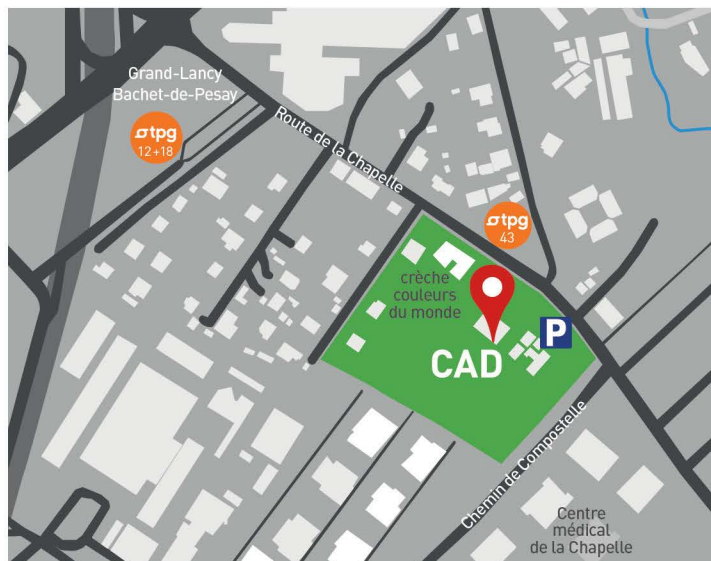 Grand-Lancy
Bachet-de-Pesay
tpg
12+18
Route de la Chapelle
tpg
43
crèche
couleurs
du monde
P
CAD
Chemin de Compostelle
Centre
médical
de la Chapelle